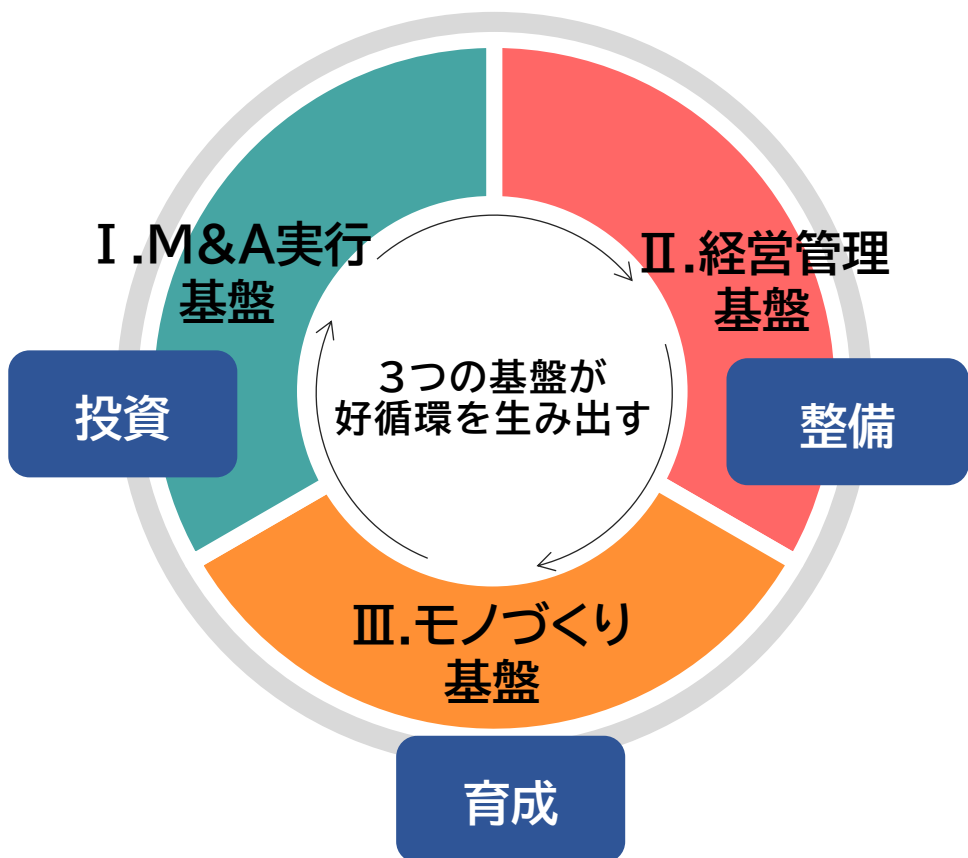 Ⅰ.M&A実行
基盤
投資
Ⅱ.経営管理
基盤
整備
3つの基盤が
好循環を生み出す
Ⅲ.モノづくり
基盤
育成